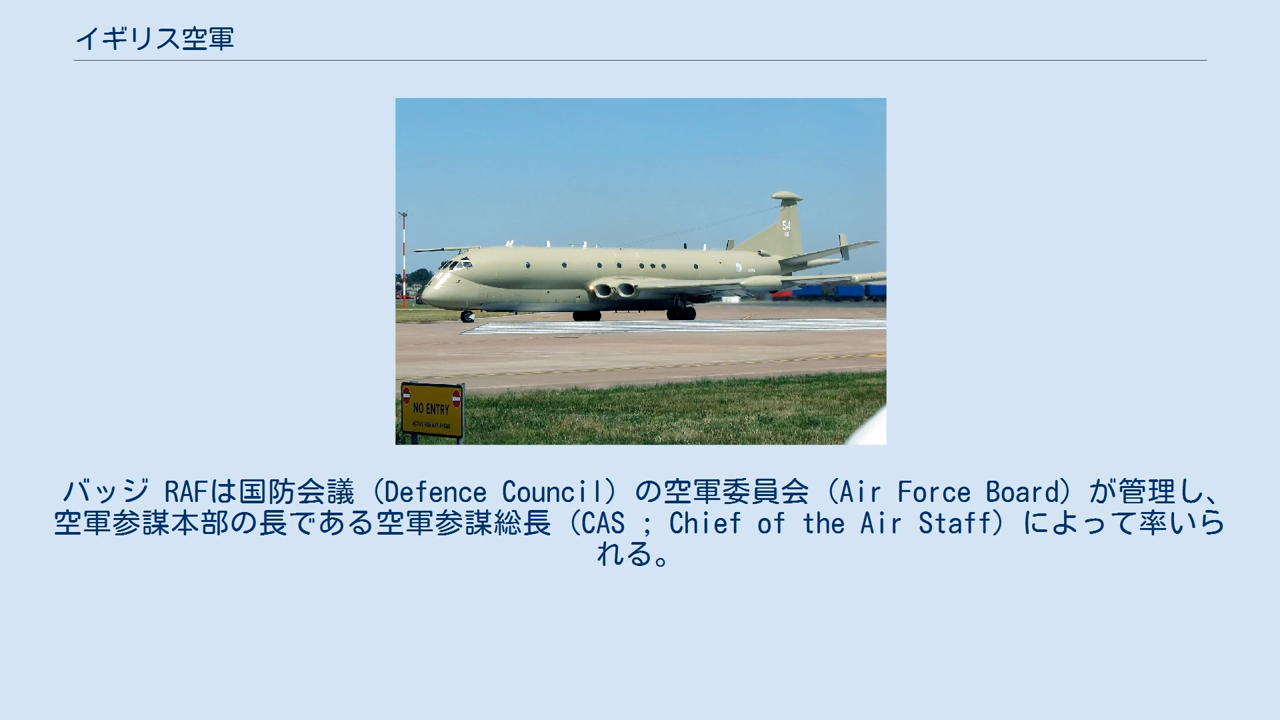 イギリス空軍
54
NO ENTRY
バッジ RAFは国防会議（Defence Council）の空軍委員会（Air Force Board）が管理し、
空軍参謀本部の長である空軍参謀総長（CAS ; Chief of the Air Staff）によって率いら
れる。